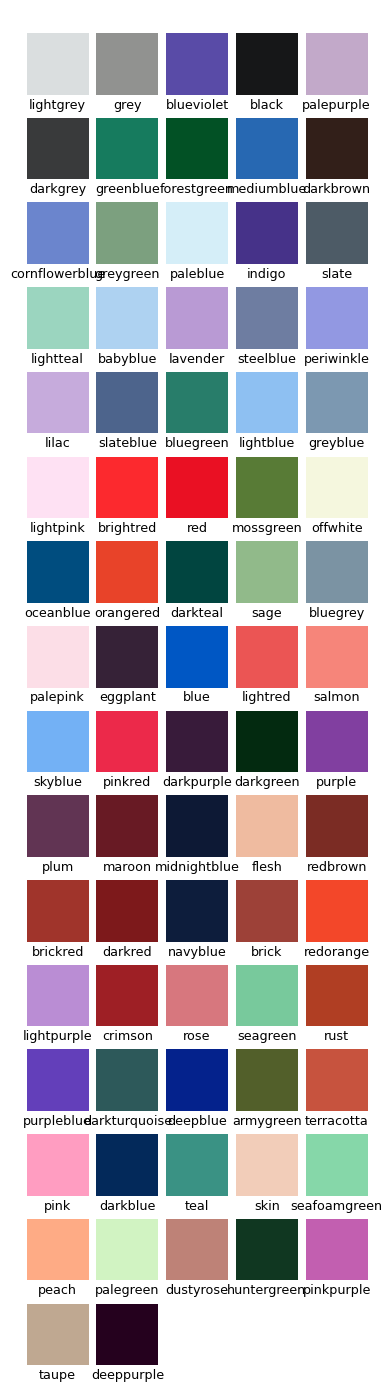 lightgrey grey blueviolet black palepurple
darkgrey greenblue forestgreen mediumblue darkbrown
cornflowerblue greygreen paleblue indigo slate
lightteal babyblue lavender steelblue periwinkle
lilac slateblue bluegreen lightblue greyblue
lightpink brightred red mossgreen offwhite
oceanblue orangered darkteal sage bluegrey
palepink eggplant blue lightred salmon
skyblue pinkred darkpurple darkgreen purple
plum maroon midnightblue flesh redbrown
brickred darkred navyblue brick redorange
lightpurple crimson rose seagreen rust
purpleblue darkturquoise deepblue armygreen terracotta
pink darkblue teal skin seafoamgreen
peach palegreen dustyrose huntergreen pinkpurple
taupe deeppurple